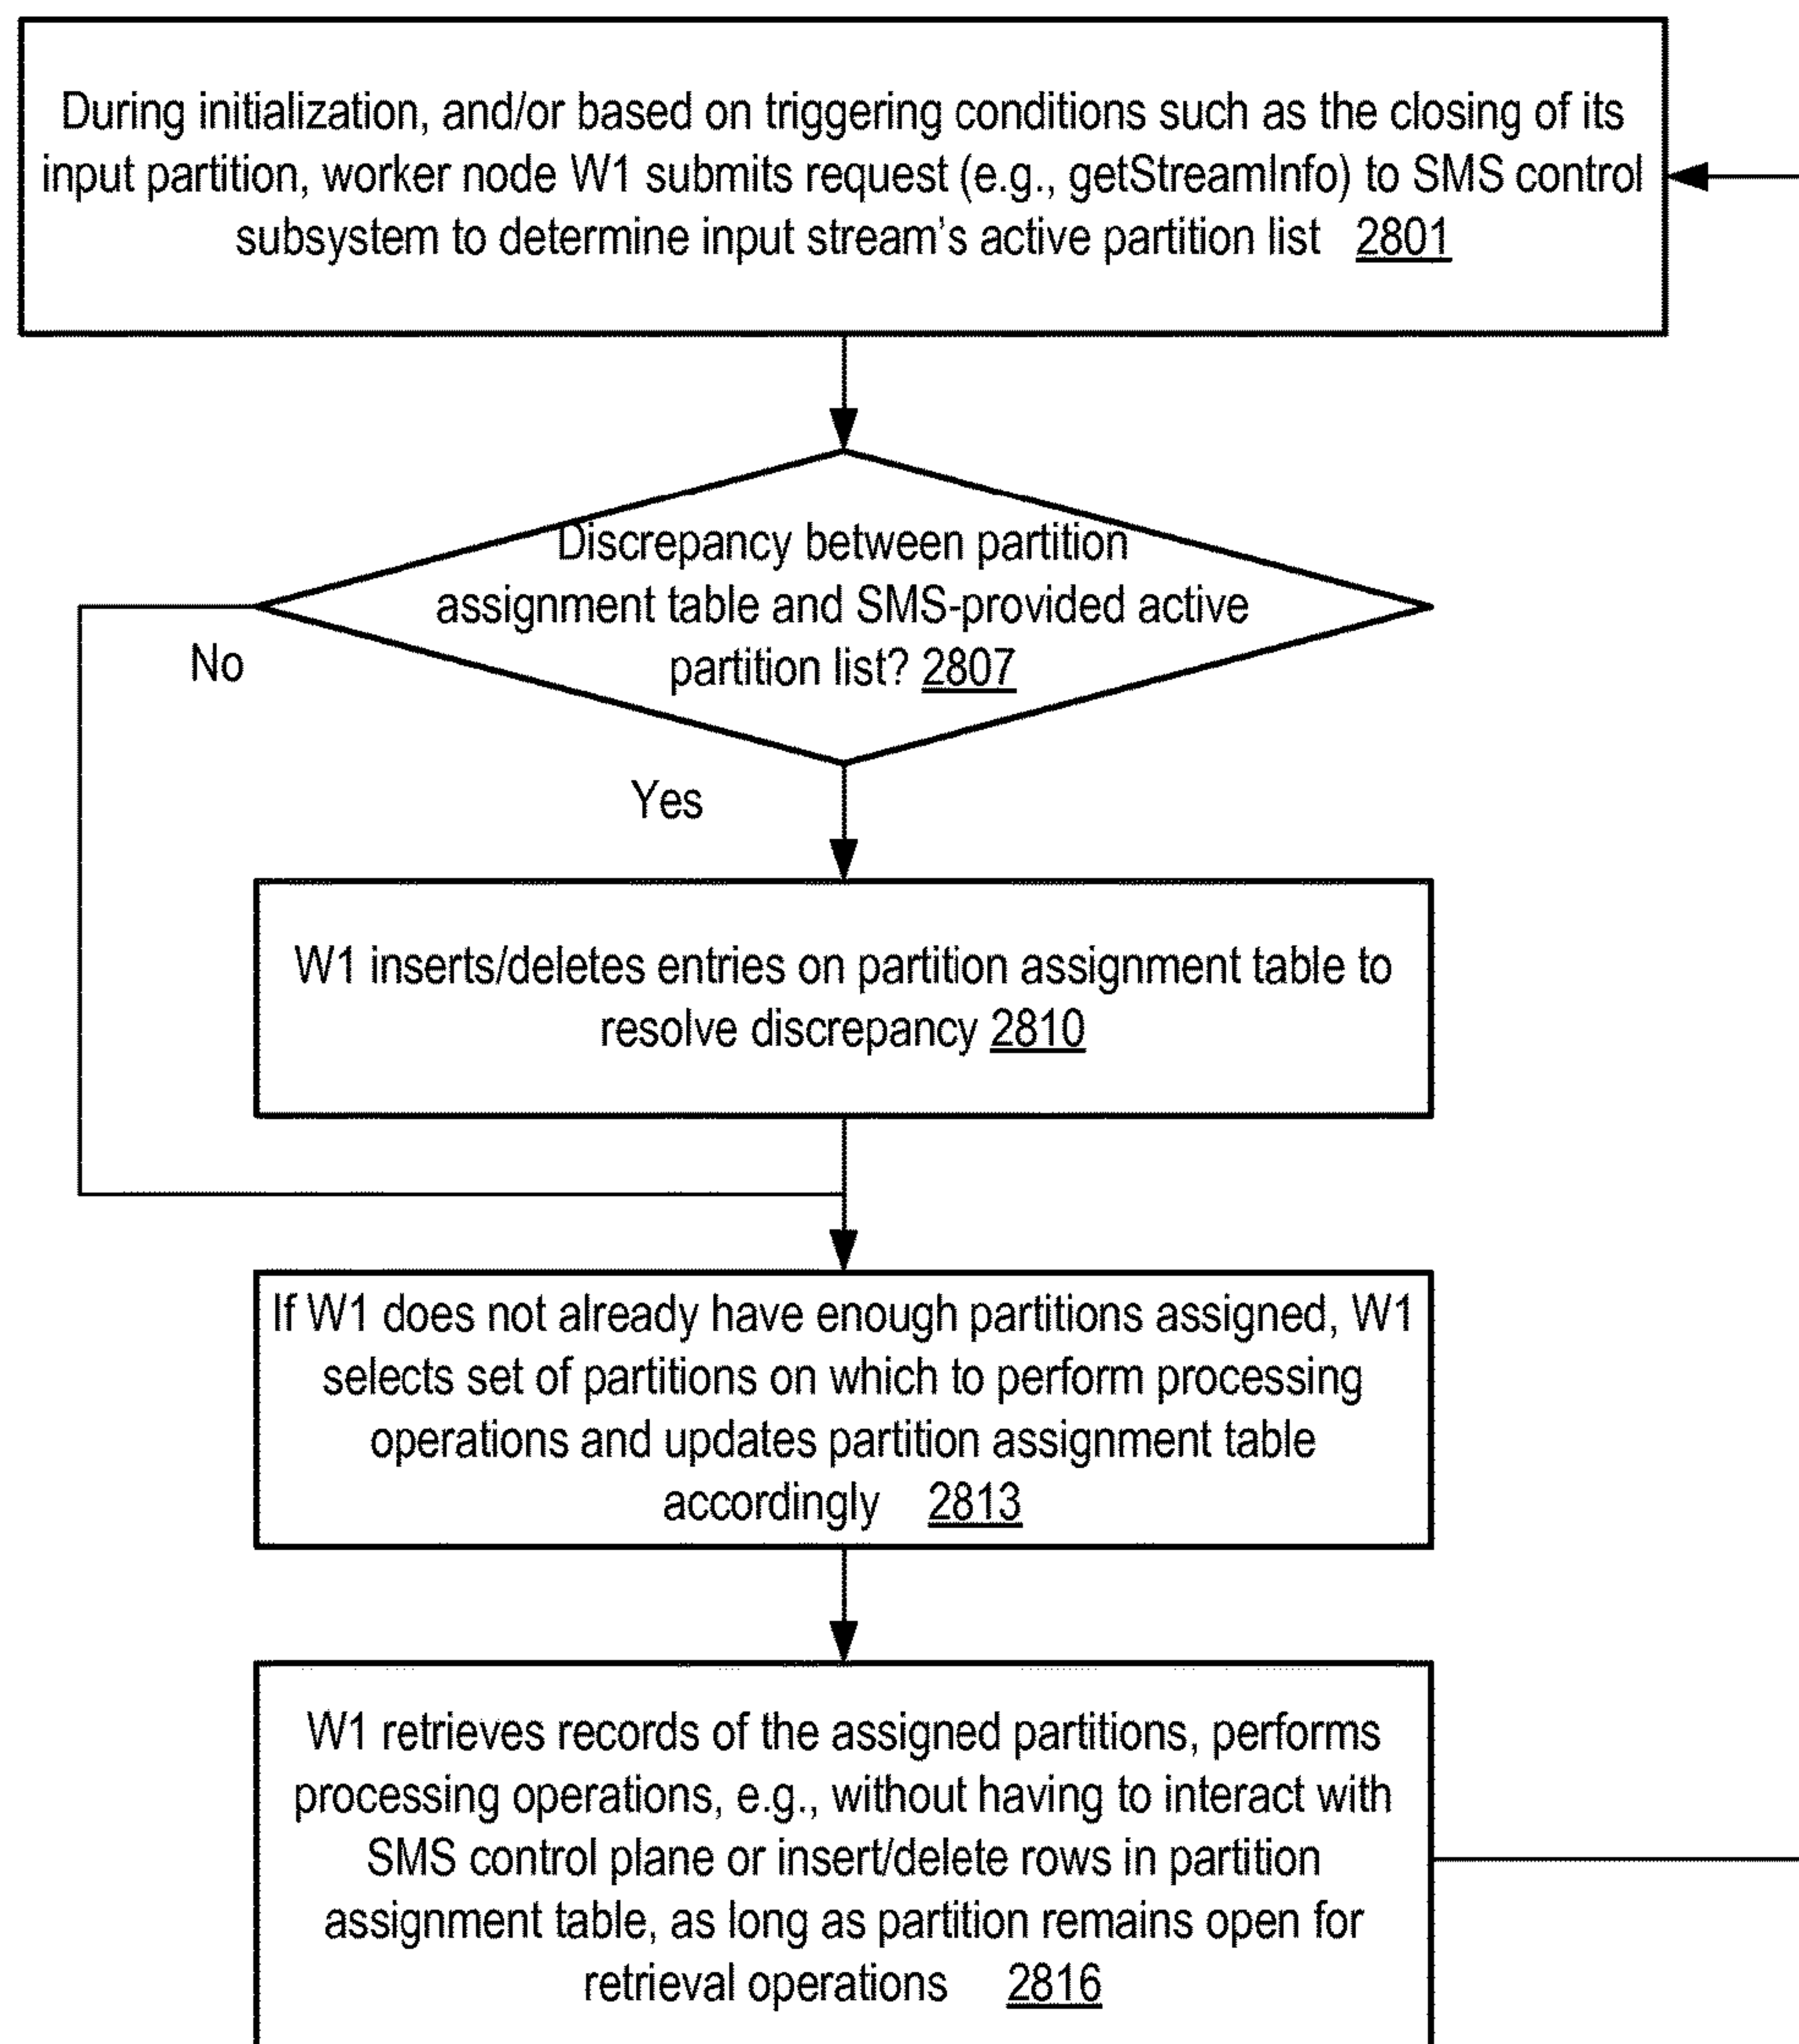 During initialization, and/or based on triggering conditions such as the closing of its
input partition, worker node W1 submits request (e.g., getStreamInfo) to SMS control
subsystem to determine input stream's active partition list 2801
Discrepancy between partition
assignment table and SMS-provided active
partition list? 2807
No
Yes
W1 inserts/deletes entries on partition assignment table to
resolve discrepancy 2810
If W1 does not already have enough partitions assigned, W1
selects set of partitions on which to perform processing
operations and updates partition assignment table
accordingly 2813
W1 retrieves records of the assigned partitions, performs
processing operations, e.g., without having to interact with
SMS control plane or insert/delete rows in partition
assignment table, as long as partition remains open for
retrieval operations 2816